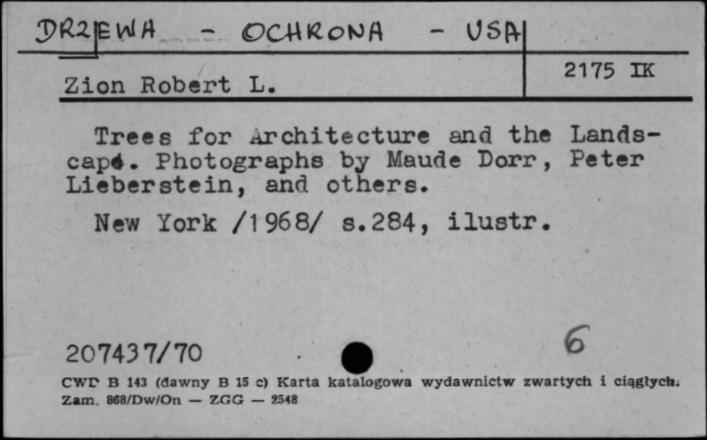 DRZEWA - OCHRONA - USA
2175 IK
Zion Robert L.
Trees for Architecture and the Lands-
cape. Photographs by Maude Dorr, Peter
Lieberstein, and others.
New York /1968/ s.284, ilustr.
6
207437/70
CWD B 143 (dawny B 15 c) Karta katalogowa wydawnictw zwartych i ciągłych.
Zam. 868/Dw/On — ZGG — 2548